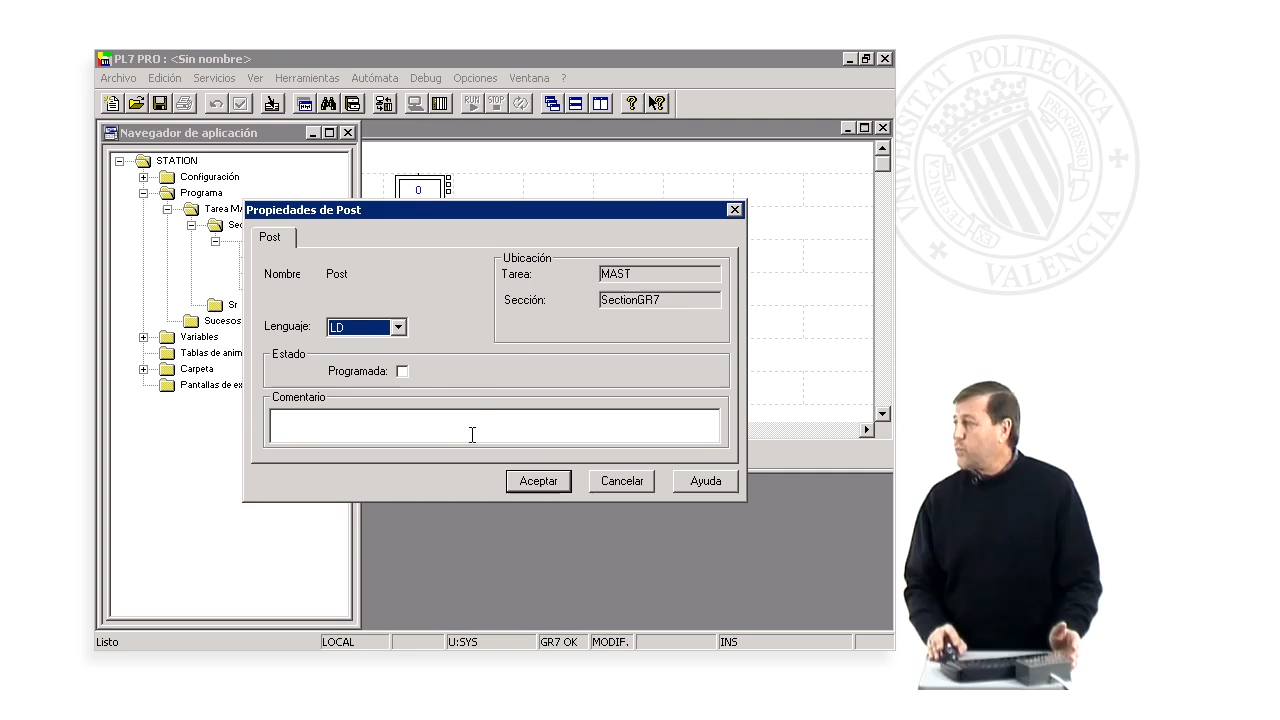 PL7 PRO : <Sin nombre>
Archivo Edición Servicios Ver Herramientas Autómata Debug Opciones Ventana ?
RUN STOP
Navegador de aplicación
STATION
Configuración
Programa
Tarea MA
Sec
Sr
Sucesos
Variables
Tablas de anim
Carpeta
Pantallas de ex
0
Propiedades de Post
Post
Nombre Post
Ubicación
Tarea: MAST
Sección: SectionGR7
Lenguaje: LD
Estado
Programada:
Comentario
Aceptar Cancelar Ayuda
Listo LOCAL U:SYS GR7 OK MODIF. INS
UNIVERSITAT POLITÈCNICA
VALÈNCIA